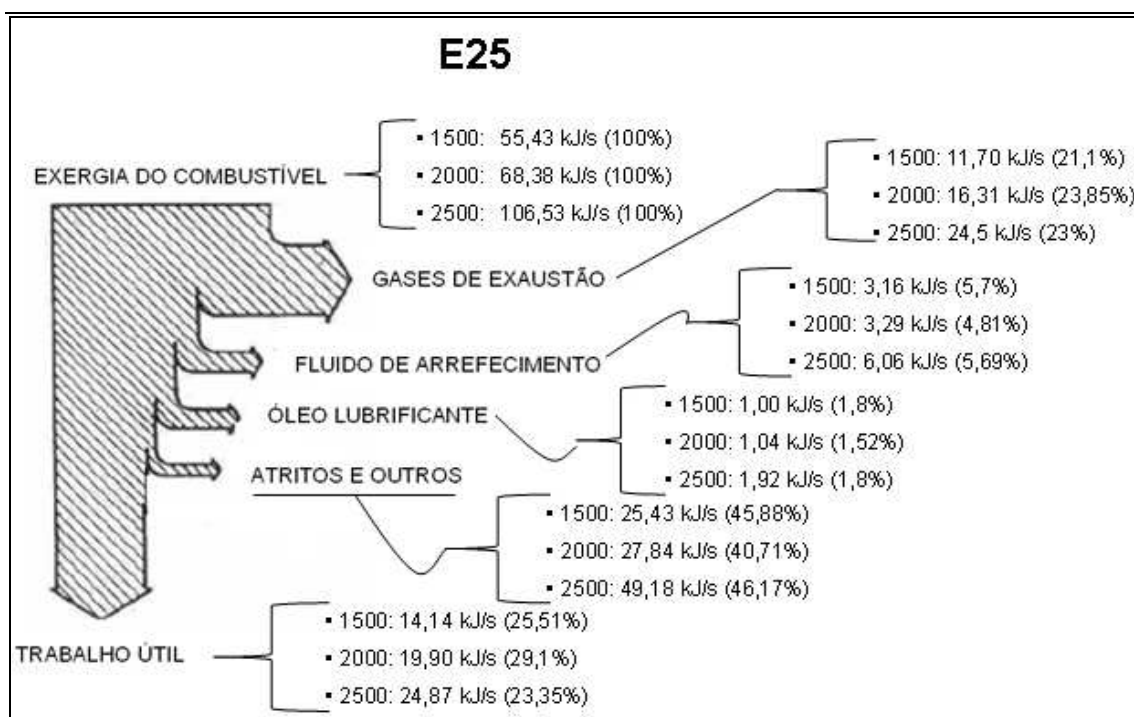 E25
EXERGIA DO COMBUSTÍVEL
▪ 1500: 55,43 kJ/s (100%)
▪ 2000: 68,38 kJ/s (100%)
▪ 2500: 106,53 kJ/s (100%)
GASES DE EXAUSTÃO
▪ 1500: 11,70 kJ/s (21,1%)
▪ 2000: 16,31 kJ/s (23,85%)
▪ 2500: 24,5 kJ/s (23%)
FLUIDO DE ARREFECIMENTO
▪ 1500: 3,16 kJ/s (5,7%)
▪ 2000: 3,29 kJ/s (4,81%)
▪ 2500: 6,06 kJ/s (5,69%)
ÓLEO LUBRIFICANTE
▪ 1500: 1,00 kJ/s (1,8%)
▪ 2000: 1,04 kJ/s (1,52%)
▪ 2500: 1,92 kJ/s (1,8%)
ATRITOS E OUTROS
▪ 1500: 25,43 kJ/s (45,88%)
▪ 2000: 27,84 kJ/s (40,71%)
▪ 2500: 49,18 kJ/s (46,17%)
TRABALHO ÚTIL
▪ 1500: 14,14 kJ/s (25,51%)
▪ 2000: 19,90 kJ/s (29,1%)
▪ 2500: 24,87 kJ/s (23,35%)